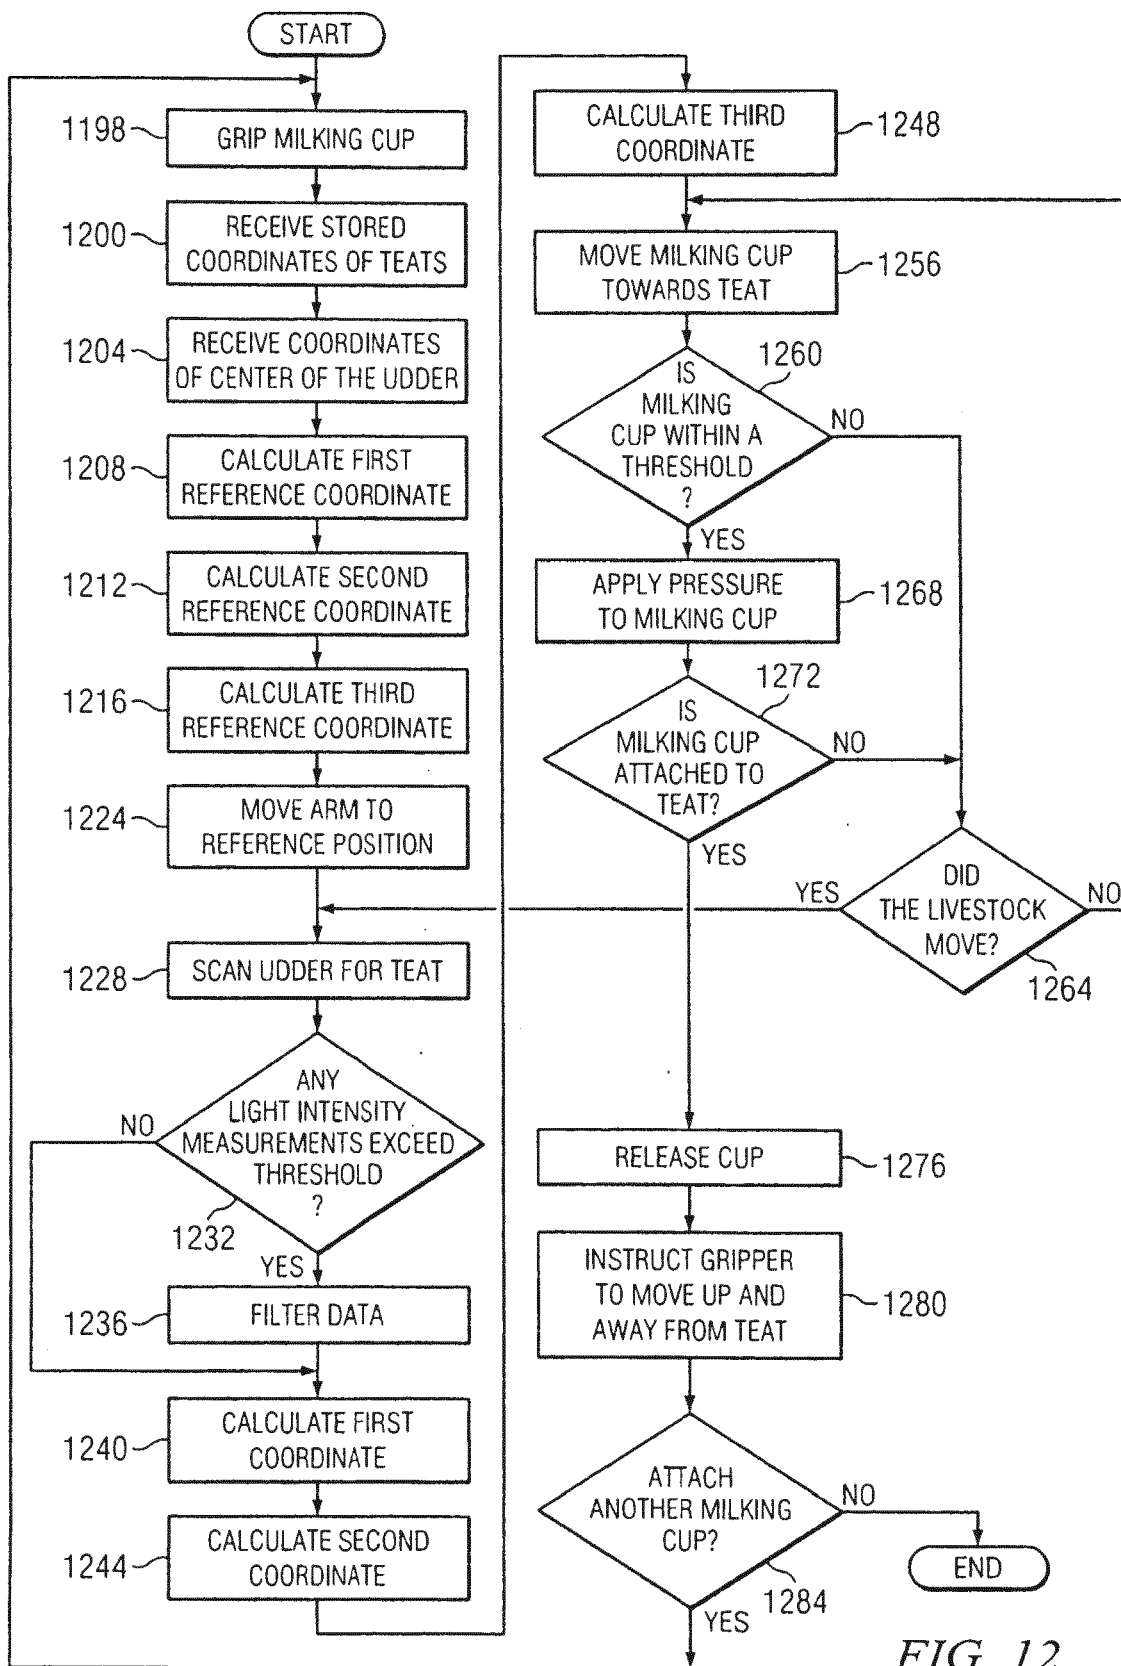 START
1198
GRIP MILKING CUP
1200
RECEIVE STORED
COORDINATES OF TEATS
1204
RECEIVE COORDINATES
OF CENTER OF THE UDDER
1208
CALCULATE FIRST
REFERENCE COORDINATE
1212
CALCULATE SECOND
REFERENCE COORDINATE
1216
CALCULATE THIRD
REFERENCE COORDINATE
1224
MOVE ARM TO
REFERENCE POSITION
1228
SCAN UDDER FOR TEAT
ANY
LIGHT INTENSITY
MEASUREMENTS EXCEED
THRESHOLD
?
NO
1232
YES
1236
FILTER DATA
1240
CALCULATE FIRST
COORDINATE
1244
CALCULATE SECOND
COORDINATE
CALCULATE THIRD
COORDINATE
1248
MOVE MILKING CUP
TOWARDS TEAT
1256
1260
IS
MILKING
CUP WITHIN A
THRESHOLD
?
NO
YES
APPLY PRESSURE
TO MILKING CUP
1268
1272
IS
MILKING CUP
ATTACHED TO
TEAT?
NO
YES
YES
DID
THE LIVESTOCK
MOVE?
NO
1264
RELEASE CUP
1276
INSTRUCT GRIPPER
TO MOVE UP AND
AWAY FROM TEAT
1280
ATTACH
ANOTHER MILKING
CUP?
NO
1284
YES
END
FIG. 12